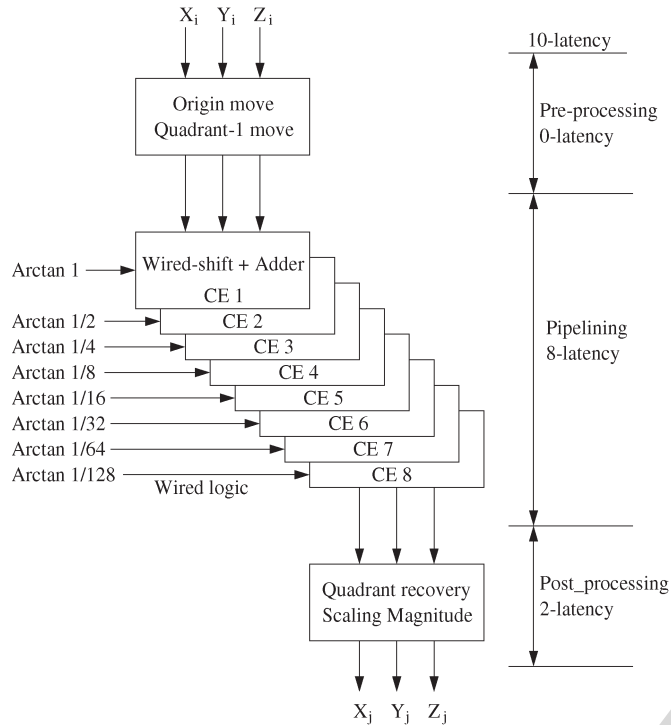 X_i Y_i Z_i
10-latency
Origin move
Quadrant-1 move
Pre-processing
0-latency
Wired-shift + Adder
Arctan 1
CE 1
Arctan 1/2
CE 2
Arctan 1/4
CE 3
Pipelining
8-latency
Arctan 1/8
CE 4
Arctan 1/16
CE 5
Arctan 1/32
CE 6
Arctan 1/64
CE 7
Arctan 1/128
CE 8
Wired logic
Quadrant recovery
Scaling Magnitude
Post_processing
2-latency
X_j Y_j Z_j